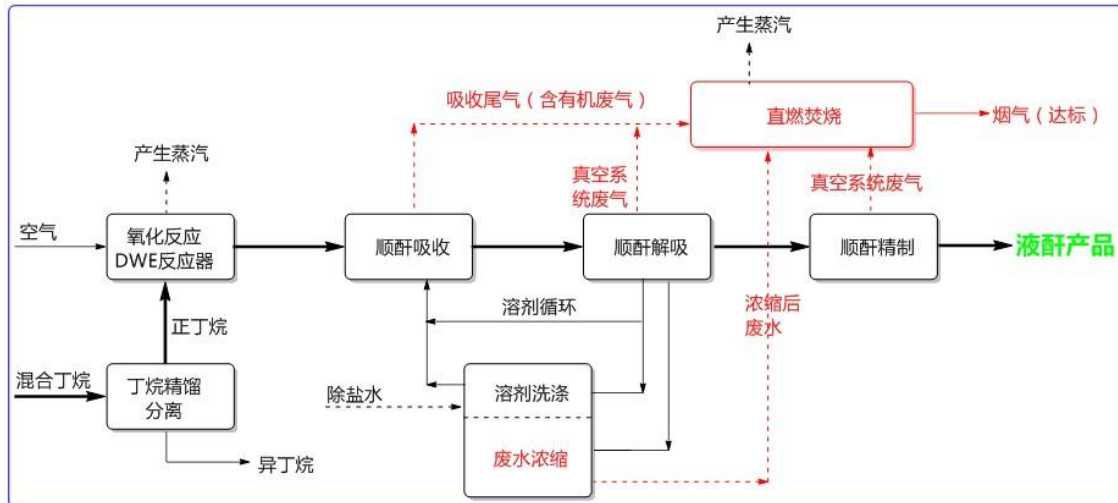 产生蒸汽
吸收尾气（含有机废气）
直燃焚烧
烟气（达标）
产生蒸汽
真空系
统废气
真空系统废气
空气
氧化反应
DWE反应器
顺酐吸收
顺酐解吸
顺酐精制
液酐产品
正丁烷
溶剂循环
浓缩后
废水
混合丁烷
丁烷精馏
分离
除盐水
溶剂洗涤
废水浓缩
异丁烷